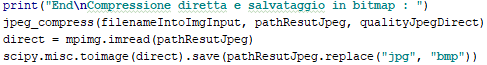 print("End\nCompressione diretta e salvataggio in bitmap : ")
jpeg_compress(filenameIntoImgInput, pathResutJpeg, qualityJpegDirect)
direct = mpimg.imread(pathResutJpeg)
scipy.misc.toimage(direct).save(pathResutJpeg.replace("jpg", "bmp"))